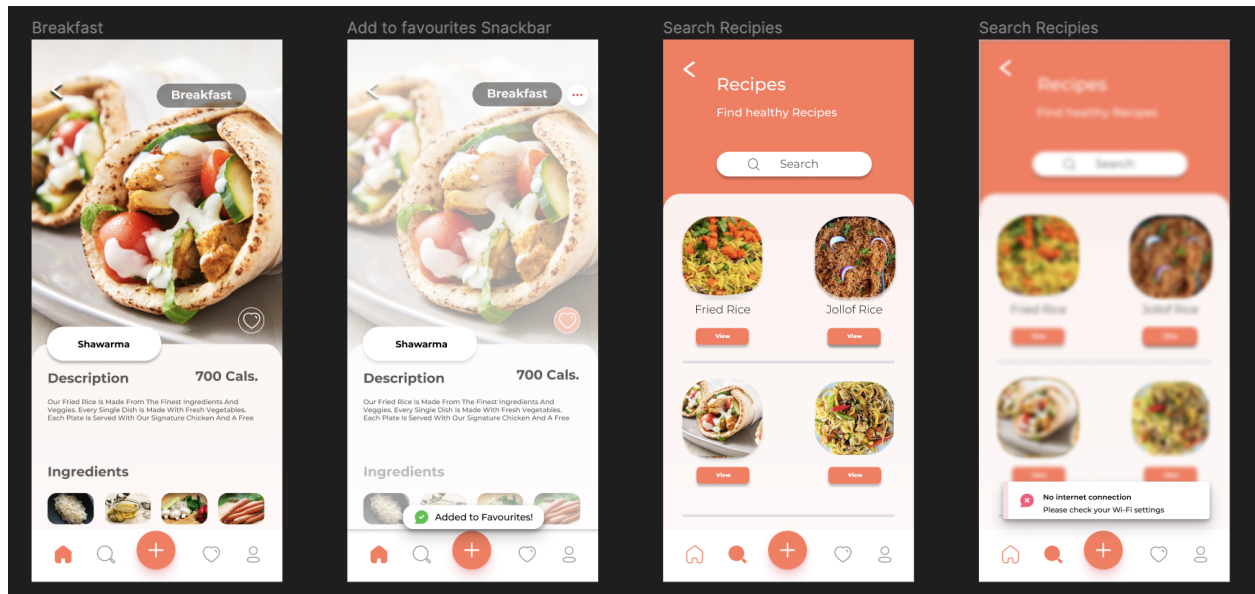 Breakfast
Breakfast
Shawarma
Description
700 Cals.
Our Fried Rice Is Made From The Finest Ingredients And
Veggies. Every Single Dish Is Made With Fresh Vegetables.
Each Plate Is Served With Our Signature Chicken And A Free
Ingredients
Add to favourites Snackbar
Breakfast
Shawarma
Description
700 Cals.
Our Fried Rice Is Made From The Finest Ingredients And
Veggies. Every Single Dish Is Made With Fresh Vegetables.
Each Plate Is Served With Our Signature Chicken And A Free
Ingredients
Added to Favourites!
Search Recipies
Recipes
Find healthy Recipes
Search
Fried Rice
Jollof Rice
View
View
View
View
Search Recipies
Recipes
Find healthy Recipes
Search
Fried Rice
Jollof Rice
No internet connection
Please check your Wi-Fi settings